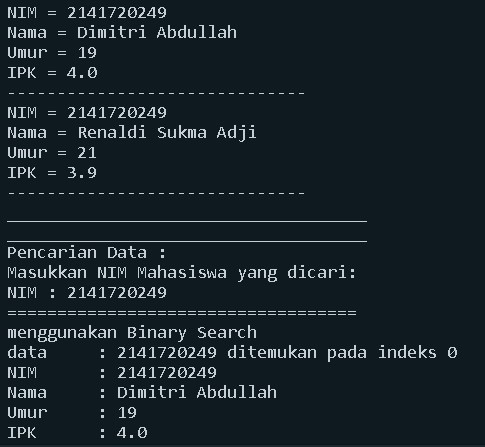 NIM = 2141720249
Nama = Dimitri Abdullah
Umur = 19
IPK = 4.0
------------------------------
NIM = 2141720249
Nama = Renaldi Sukma Adji
Umur = 21
IPK = 3.9
------------------------------
____________________________________
____________________________________
Pencarian Data :
Masukkan NIM Mahasiswa yang dicari:
NIM : 2141720249
===================================
menggunakan Binary Search
data     : 2141720249 ditemukan pada indeks 0
NIM      : 2141720249
Nama     : Dimitri Abdullah
Umur     : 19
IPK      : 4.0